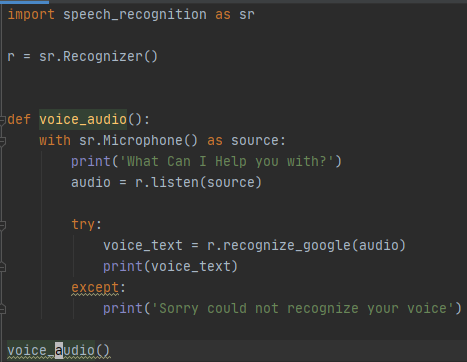 import speech_recognition as sr
r = sr.Recognizer()
def voice_audio():
    with sr.Microphone() as source:
        print('What Can I Help you with?')
        audio = r.listen(source)
        try:
            voice_text = r.recognize_google(audio)
            print(voice_text)
        except:
            print('Sorry could not recognize your voice')
voice_audio()